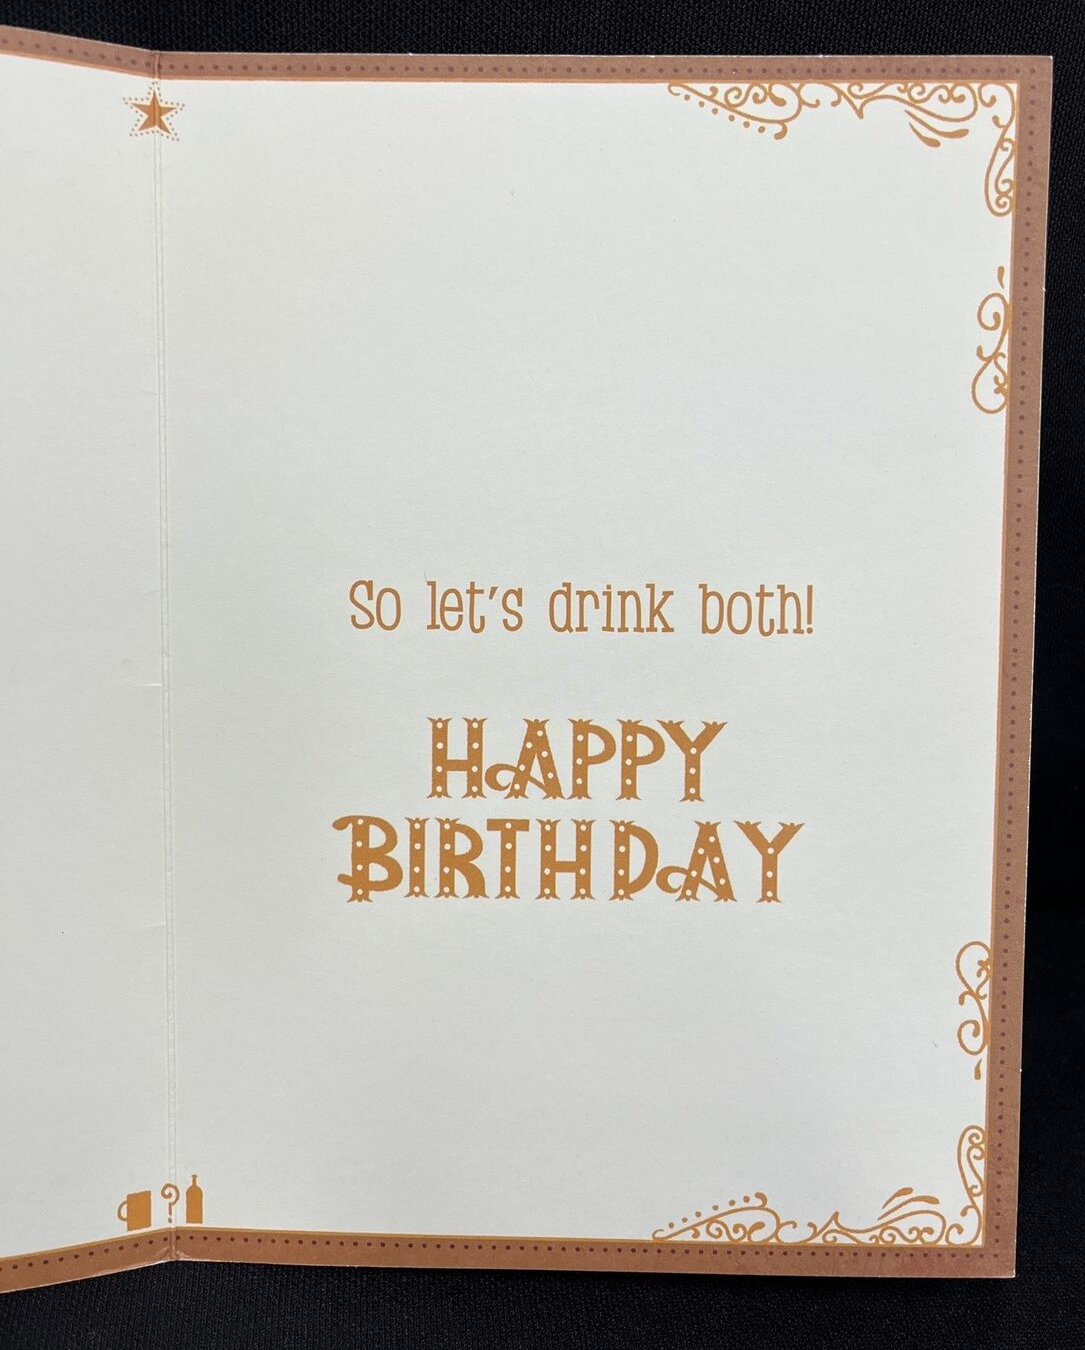 So let's drink both!
HAPPY
BIRTHDAY
?